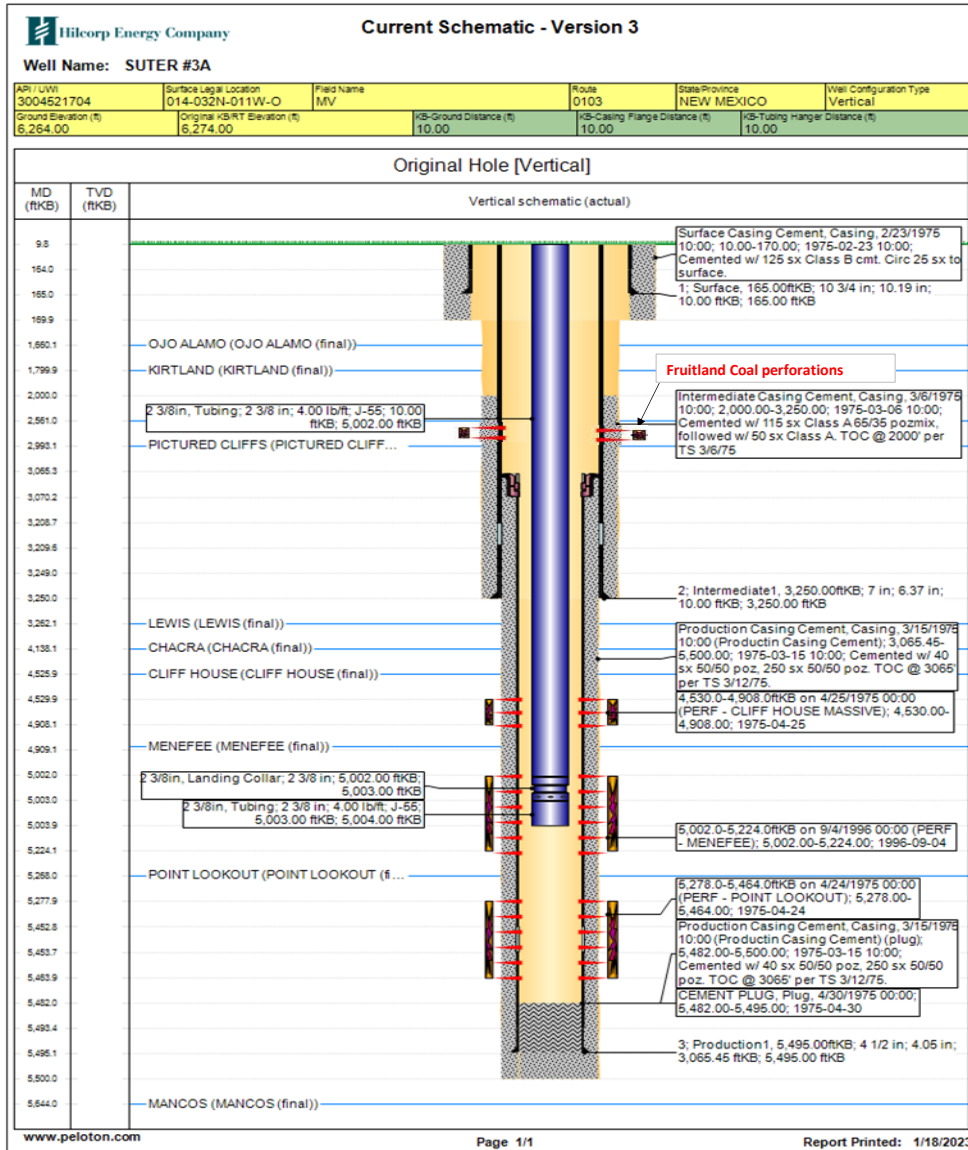 Hilcorp Energy Company
Current Schematic - Version 3
Well Name: SUTER #3A
API / UWI
3004521704
Surface Legal Location
014-032N-011W-O
Field Name
MV
Route
0103
State/Province
NEW MEXICO
Well Configuration Type
Vertical
Ground Elevation (ft)
6,264.00
Original KB/RT Elevation (ft)
6,274.00
KB-Ground Distance (ft)
10.00
KB-Casing Flange Distance (ft)
10.00
KB-Tubing Hanger Distance (ft)
10.00
Original Hole [Vertical]
MD
(ftKB)
TVD
(ftKB)
Vertical schematic (actual)
9.8
164.0
165.0
169.9
1,660.1
1,799.9
2,000.0
2,561.0
2,993.1
3,065.3
3,070.2
3,208.7
3,209.6
3,249.0
3,250.0
3,262.1
4,138.1
4,525.9
4,529.9
4,908.1
4,909.1
5,002.0
5,003.0
5,003.9
5,224.1
5,268.0
5,277.9
5,452.8
5,453.7
5,463.9
5,482.0
5,493.4
5,495.1
5,500.0
5,644.0
OJO ALAMO (OJO ALAMO (final))
KIRTLAND (KIRTLAND (final))
2 3/8in, Tubing; 2 3/8 in; 4.00 lb/ft; J-55; 10.00
ftKB; 5,002.00 ftKB
PICTURED CLIFFS (PICTURED CLIFF...
LEWIS (LEWIS (final))
CHACRA (CHACRA (final))
CLIFF HOUSE (CLIFF HOUSE (final))
MENEFEE (MENEFEE (final))
2 3/8in, Landing Collar; 2 3/8 in; 5,002.00 ftKB;
5,003.00 ftKB
2 3/8in, Tubing; 2 3/8 in; 4.00 lb/ft; J-55;
5,003.00 ftKB; 5,004.00 ftKB
POINT LOOKOUT (POINT LOOKOUT (fi...
MANCOS (MANCOS (final))
Surface Casing Cement, Casing, 2/23/1975
10:00; 10.00-170.00; 1975-02-23 10:00;
Cemented w/ 125 sx Class B cmt. Circ 25 sx to
surface.
1; Surface, 165.00ftKB; 10 3/4 in; 10.19 in;
10.00 ftKB; 165.00 ftKB
Fruitland Coal perforations
Intermediate Casing Cement, Casing, 3/6/1975
10:00; 2,000.00-3,250.00; 1975-03-06 10:00;
Cemented w/ 115 sx Class A 65/35 pozmix,
followed w/ 50 sx Class A. TOC @ 2000' per
TS 3/6/75
2; Intermediate1, 3,250.00ftKB; 7 in; 6.37 in;
10.00 ftKB; 3,250.00 ftKB
Production Casing Cement, Casing, 3/15/1975
10:00 (Productin Casing Cement); 3,065.45-
5,500.00; 1975-03-15 10:00; Cemented w/ 40
sx 50/50 poz, 250 sx 50/50 poz. TOC @ 3065'
per TS 3/12/75.
4,530.0-4,908.0ftKB on 4/25/1975 00:00
(PERF - CLIFF HOUSE MASSIVE); 4,530.00-
4,908.00; 1975-04-25
5,002.0-5,224.0ftKB on 9/4/1996 00:00 (PERF
- MENEFEE); 5,002.00-5,224.00; 1996-09-04
5,278.0-5,464.0ftKB on 4/24/1975 00:00
(PERF - POINT LOOKOUT); 5,278.00-
5,464.00; 1975-04-24
Production Casing Cement, Casing, 3/15/1975
10:00 (Productin Casing Cement) (plug);
5,482.00-5,500.00; 1975-03-15 10:00;
Cemented w/ 40 sx 50/50 poz, 250 sx 50/50
poz. TOC @ 3065' per TS 3/12/75.
CEMENT PLUG, Plug, 4/30/1975 00:00;
5,482.00-5,495.00; 1975-04-30
3; Production1, 5,495.00ftKB; 4 1/2 in; 4.05 in;
3,065.45 ftKB; 5,495.00 ftKB
www.peloton.com
Page 1/1
Report Printed: 1/18/2023